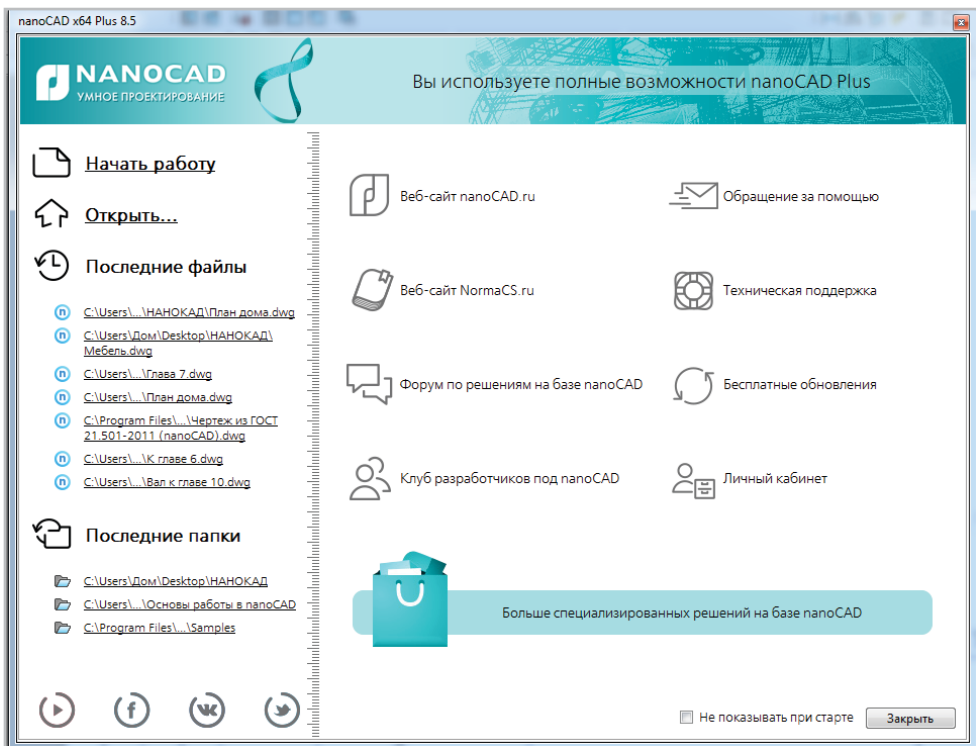 nanoCAD x64 Plus 8.5
NANOCAD
УМНОЕ ПРОЕКТИРОВАНИЕ
Вы используете полные возможности nanoCAD Plus
Начать работу
Открыть...
Последние файлы
C:\Users\...\НАНОКАД\План дома.dwg
C:\Users\Дом\Desktop\НАНОКАД\
Мебель.dwg
C:\Users\...\Глава 7.dwg
C:\Users\...\План дома.dwg
C:\Program Files\...\Чертеж из ГОСТ
21.501-2011 (nanoCAD).dwg
C:\Users\...\К главе 6.dwg
C:\Users\...\Вал к главе 10.dwg
Последние папки
C:\Users\Дом\Desktop\НАНОКАД
C:\Users\...\Основы работы в nanoCAD
C:\Program Files\...\Samples
Веб-сайт nanoCAD.ru
Обращение за помощью
Веб-сайт NormaCS.ru
Техническая поддержка
Форум по решениям на базе nanoCAD
Бесплатные обновления
Клуб разработчиков под nanoCAD
Личный кабинет
Больше специализированных решений на базе nanoCAD
Не показывать при старте
Закрыть